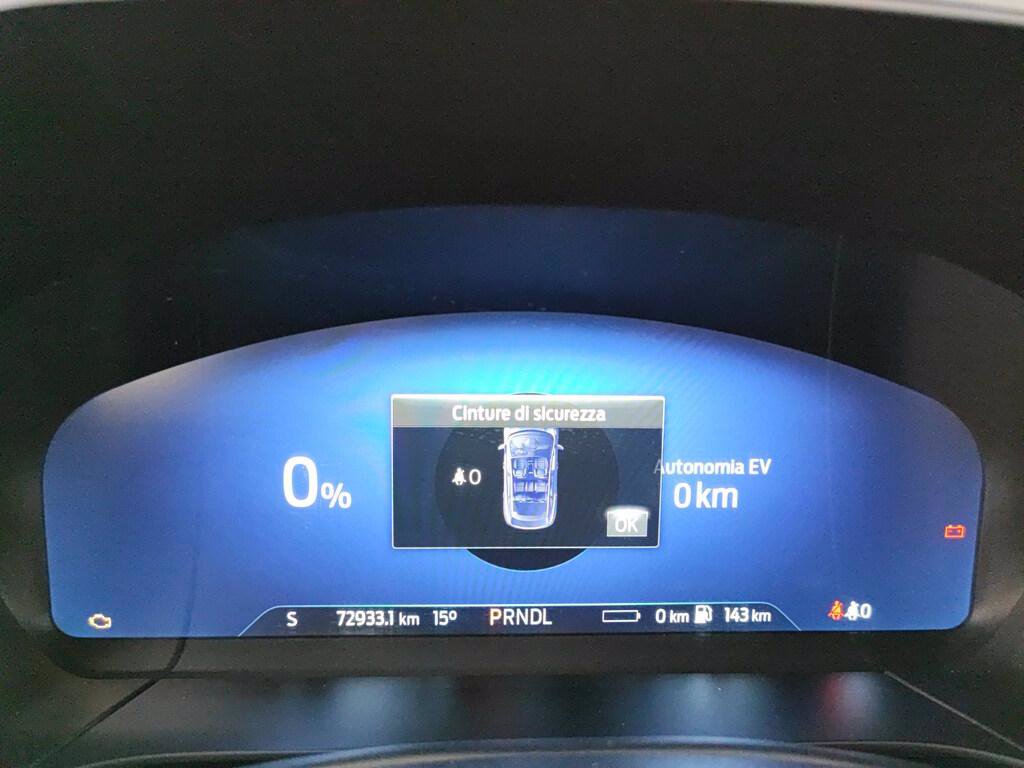 Cinture di sicurezza
0
OK
0%
Autonomia EV
0 km
S 72933.1 km 15° PRNDL 0 km 143 km 0